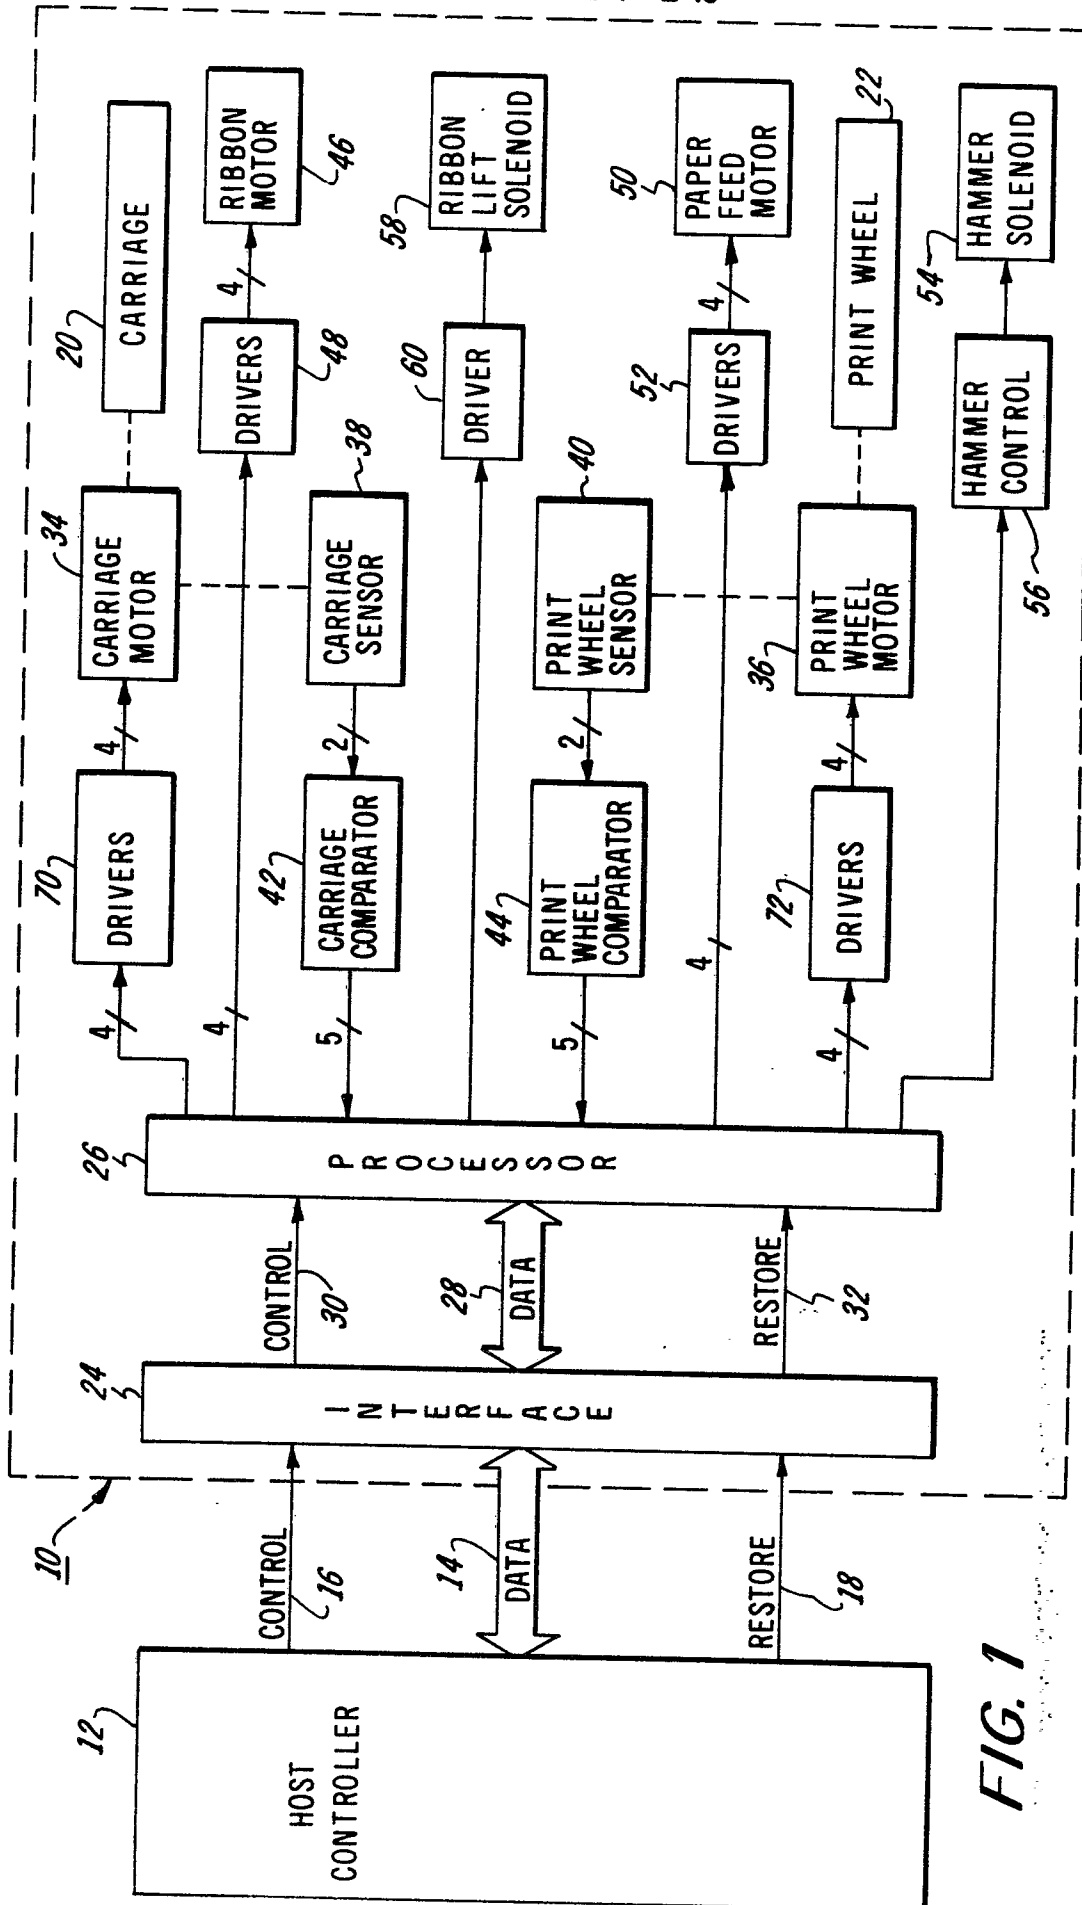 10
12
HOST
CONTROLLER
CONTROL
16
14
DATA
RESTORE
18
24
INTERFACE
CONTROL
30
28
DATA
RESTORE
32
26
PROCESSOR
4
70
DRIVERS
4
34
CARRIAGE
MOTOR
20
CARRIAGE
4
DRIVERS
48
4
RIBBON
MOTOR
46
5
42
CARRIAGE
COMPARATOR
2
CARRIAGE
SENSOR
38
60
DRIVER
58
RIBBON
LIFT
SOLENOID
5
44
PRINT
WHEEL
COMPARATOR
2
PRINT
WHEEL
SENSOR
40
4
52
DRIVERS
4
50
PAPER
FEED
MOTOR
4
72
DRIVERS
4
36
PRINT
WHEEL
MOTOR
PRINT WHEEL
22
HAMMER
CONTROL
56
54
HAMMER
SOLENOID
FIG. 1